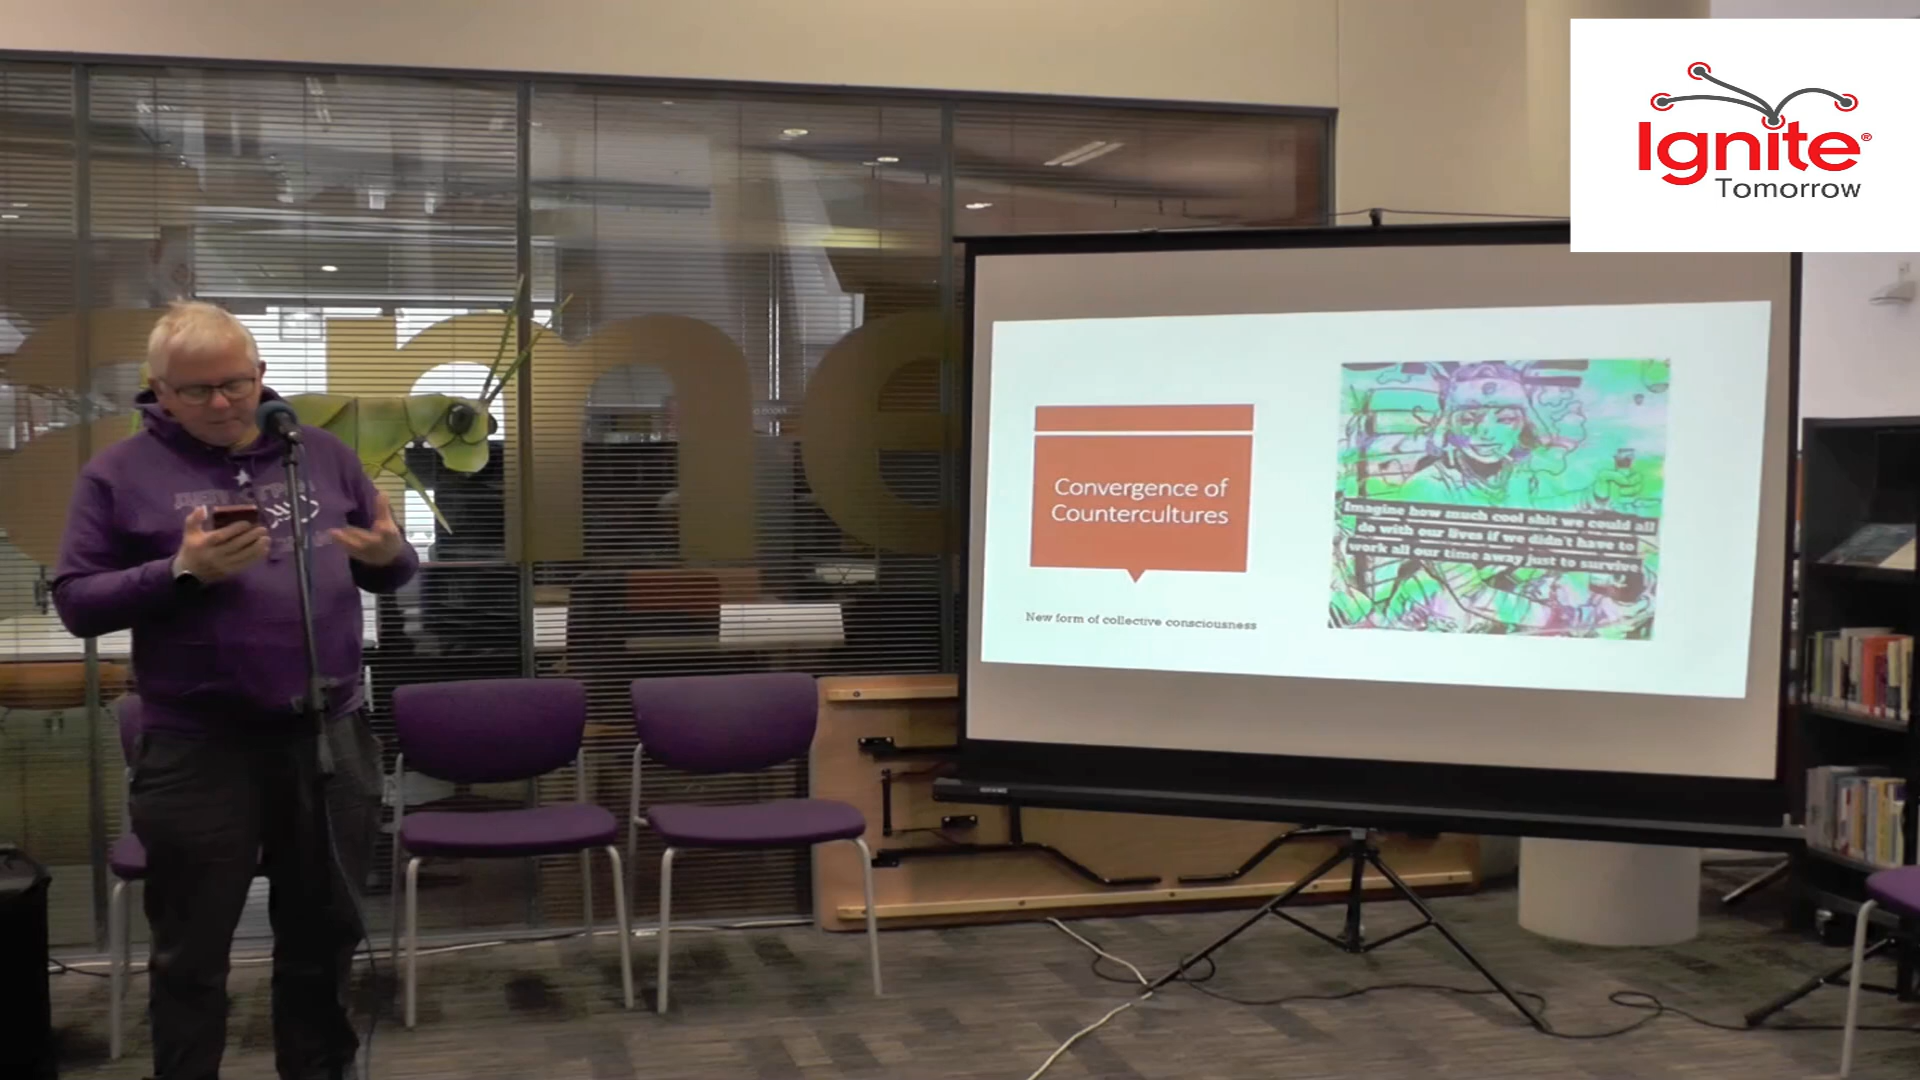 Ignite®
Tomorrow
Convergence of
Countercultures
New form of collective consciousness
Imagine how much cool shit we could all
do with our lives if we didn't have to
work all our time away just to survive